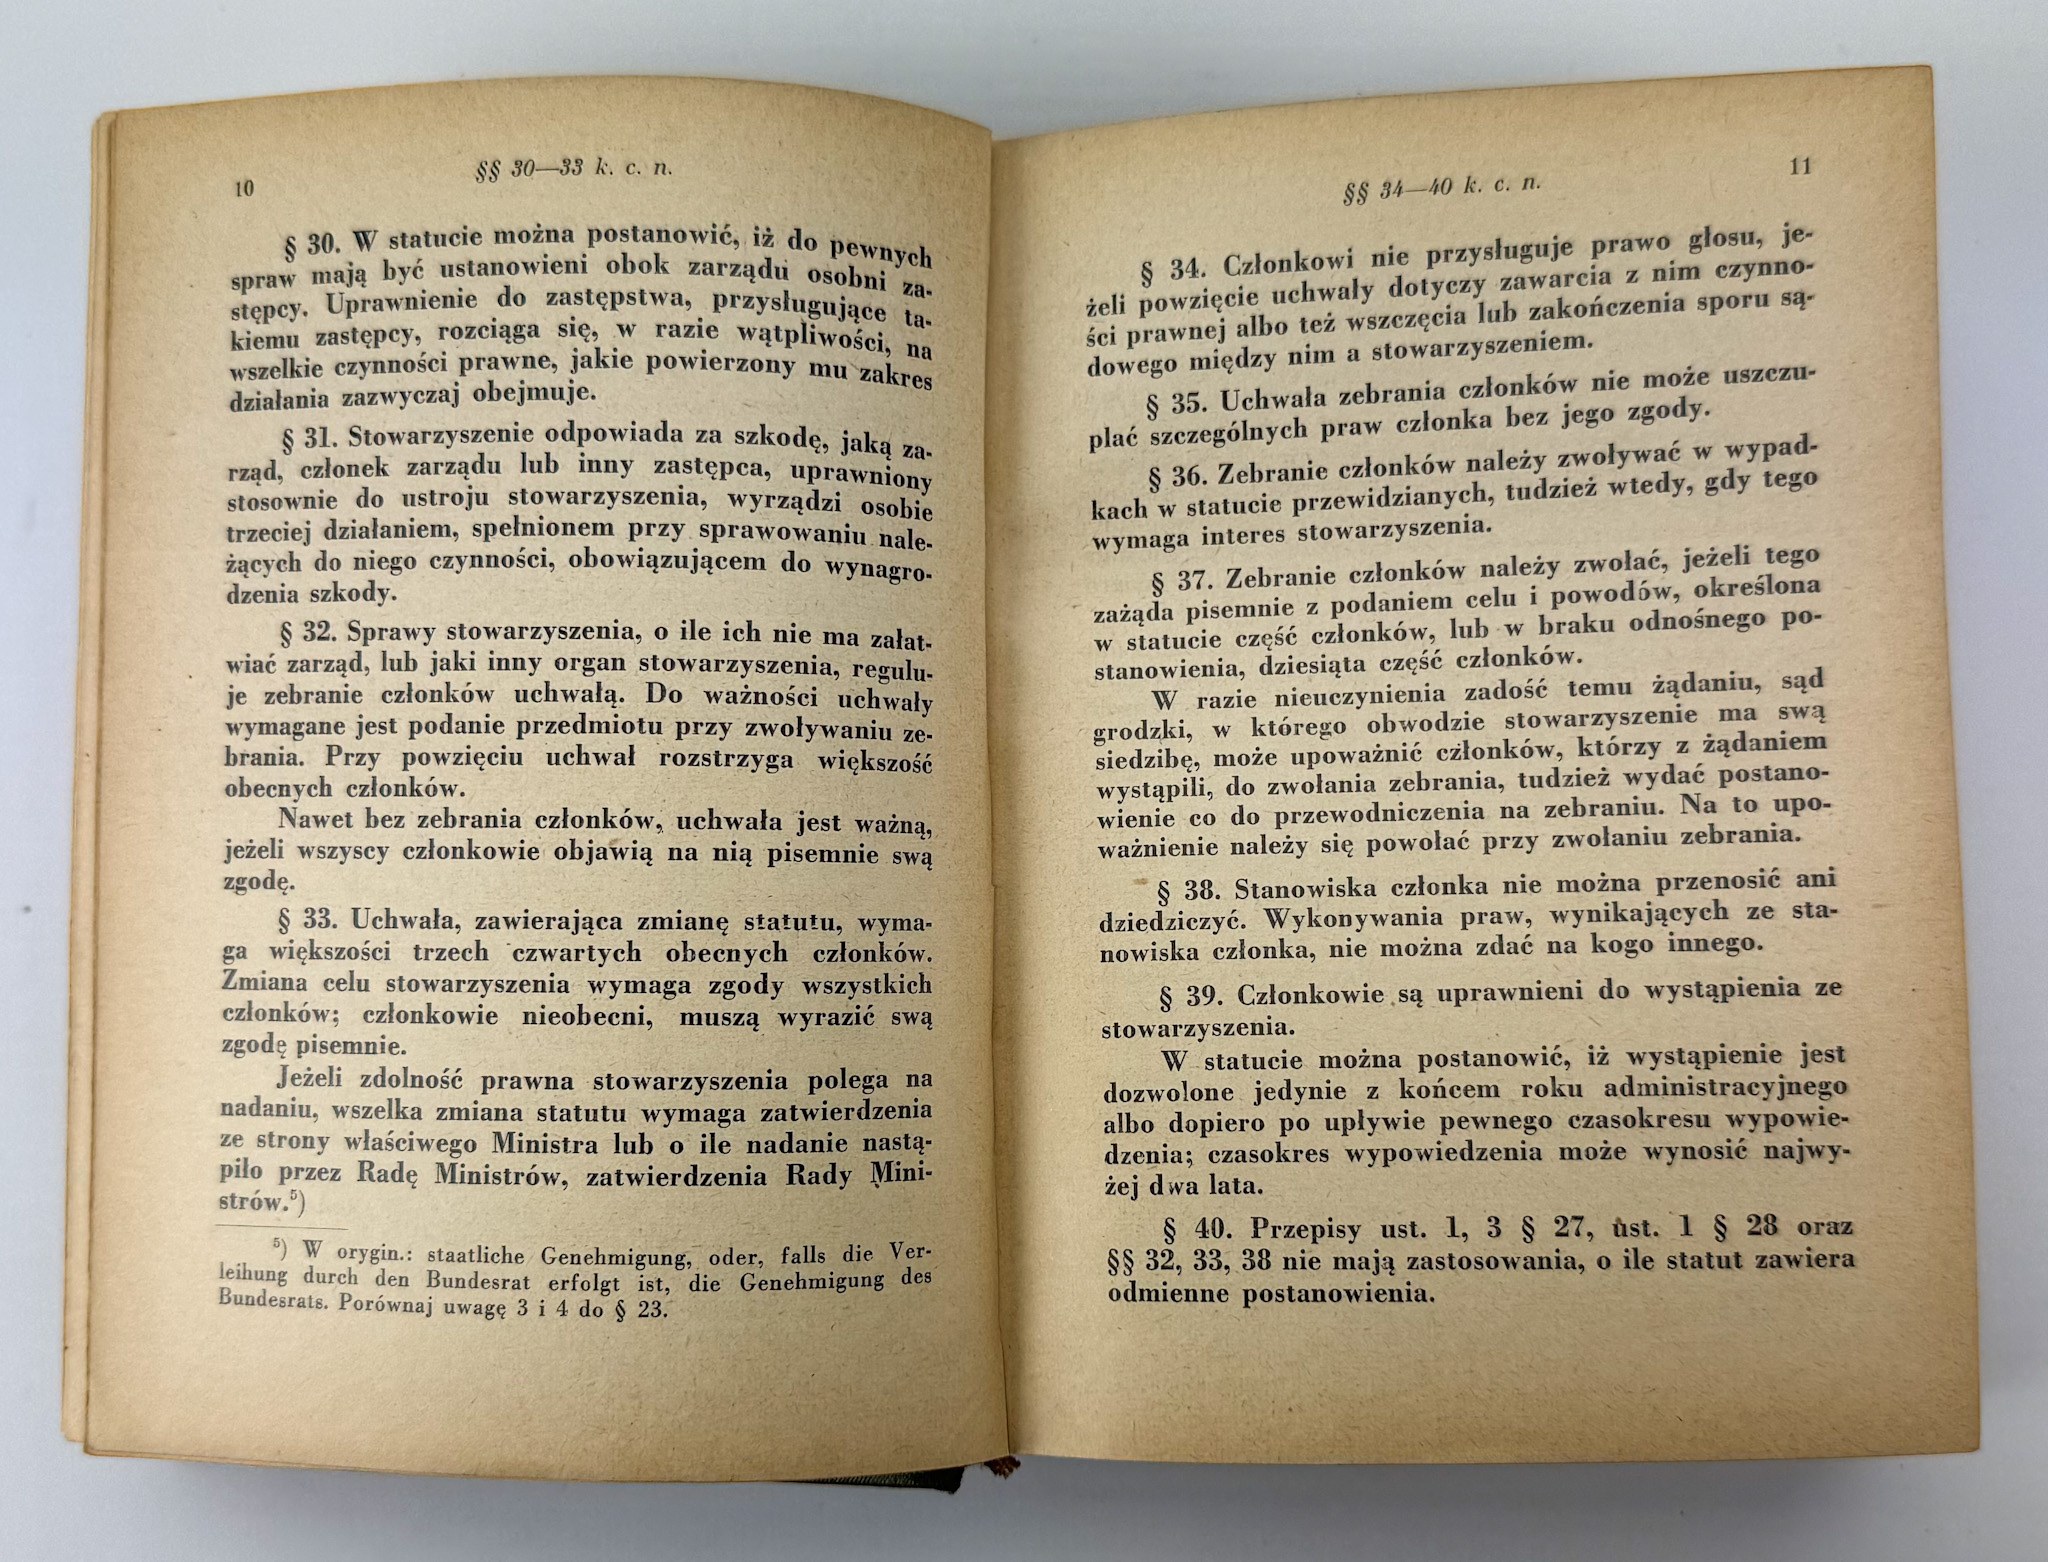 10
§§ 30—33 k. c. n.
§ 30. W statucie można postanowić, iż do pewnych
spraw mają być ustanowieni obok zarządu osobni za-
stępcy. Uprawnienie do zastępstwa, przysługujące ta-
kiemu zastępcy, rozciąga się, w razie wątpliwości, na
wszelkie czynności prawne, jakie powierzony mu zakres
działania zazwyczaj obejmuje.
§ 31. Stowarzyszenie odpowiada za szkodę, jaką za-
rząd, członek zarządu lub inny zastępca, uprawniony
stosownie do ustroju stowarzyszenia, wyrządzi osobie
trzeciej działaniem, spełnionem przy sprawowaniu nale-
żących do niego czynności, obowiązującem do wynagro-
dzenia szkody.
§ 32. Sprawy stowarzyszenia, o ile ich nie ma załat-
wiać zarząd, lub jaki inny organ stowarzyszenia, regulu-
je zebranie członków uchwałą. Do ważności uchwały
wymagane jest podanie przedmiotu przy zwoływaniu ze-
brania. Przy powzięciu uchwał rozstrzyga większość
obecnych członków.
Nawet bez zebrania członków, uchwała jest ważną,
jeżeli wszyscy członkowie objawią na nią pisemnie swą
zgodę.
§ 33. Uchwała, zawierająca zmianę statutu, wyma-
ga większości trzech czwartych obecnych członków.
Zmiana celu stowarzyszenia wymaga zgody wszystkich
członków; członkowie nieobecni, muszą wyrazić swą
zgodę pisemnie.
Jeżeli zdolność prawna stowarzyszenia polega na
nadaniu, wszelka zmiana statutu wymaga zatwierdzenia
ze strony właściwego Ministra lub o ile nadanie nastą-
piło przez Radę Ministrów, zatwierdzenia Rady Mini-
strów.⁵)
⁵) W orygin.: staatliche Genehmigung, oder, falls die Ver-
leihung durch den Bundesrat erfolgt ist, die Genehmigung des
Bundesrats. Porównaj uwagę 3 i 4 do § 23.
§§ 34—40 k. c. n.
11
§ 34. Członkowi nie przysługuje prawo głosu, je-
żeli powzięcie uchwały dotyczy zawarcia z nim czynno-
ści prawnej albo też wszczęcia lub zakończenia sporu są-
dowego między nim a stowarzyszeniem.
§ 35. Uchwała zebrania członków nie może uszczu-
plać szczególnych praw członka bez jego zgody.
§ 36. Zebranie członków należy zwoływać w wypad-
kach w statucie przewidzianych, tudzież wtedy, gdy tego
wymaga interes stowarzyszenia.
§ 37. Zebranie członków należy zwołać, jeżeli tego
zażąda pisemnie z podaniem celu i powodów, określona
w statucie część członków, lub w braku odnośnego po-
stanowienia, dziesiąta część członków.
W razie nieuczynienia zadość temu żądaniu, sąd
grodzki, w którego obwodzie stowarzyszenie ma swą
siedzibę, może upoważnić członków, którzy z żądaniem
wystąpili, do zwołania zebrania, tudzież wydać postano-
wienie co do przewodniczenia na zebraniu. Na to upo-
ważnienie należy się powołać przy zwołaniu zebrania.
§ 38. Stanowiska członka nie można przenosić ani
dziedziczyć. Wykonywania praw, wynikających ze sta-
nowiska członka, nie można zdać na kogo innego.
§ 39. Członkowie są uprawnieni do wystąpienia ze
stowarzyszenia.
W statucie można postanowić, iż wystąpienie jest
dozwolone jedynie z końcem roku administracyjnego
albo dopiero po upływie pewnego czasokresu wypowie-
dzenia; czasokres wypowiedzenia może wynosić najwy-
żej dwa lata.
§ 40. Przepisy ust. 1, 3 § 27, ust. 1 § 28 oraz
§§ 32, 33, 38 nie mają zastosowania, o ile statut zawiera
odmienne postanowienia.